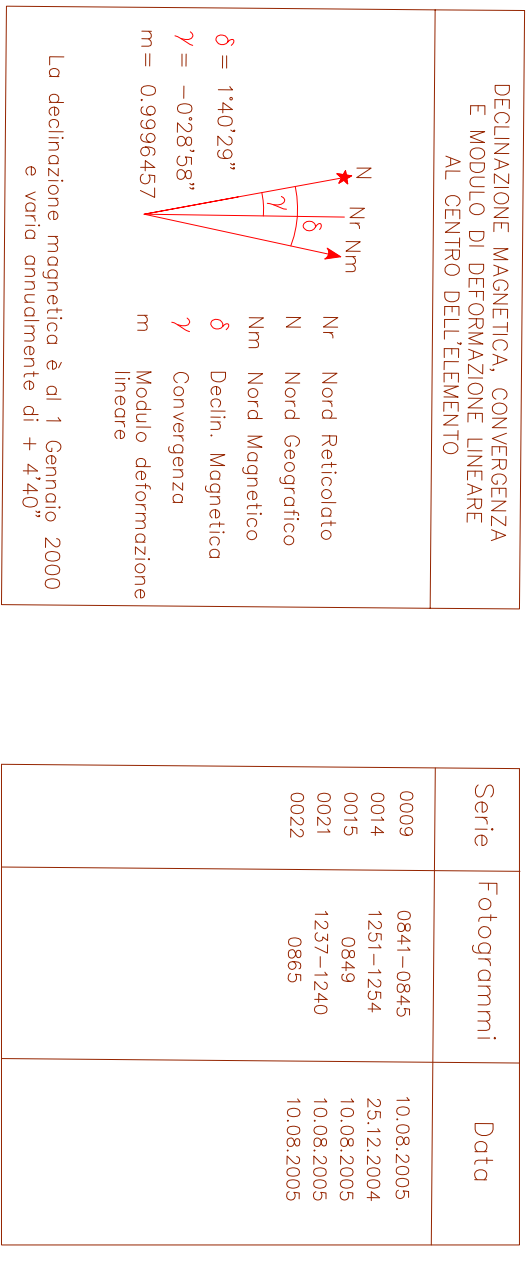 DECLINAZIONE MAGNETICA, CONVERGENZA
E MODULO DI DEFORMAZIONE LINEARE
AL CENTRO DELL'ELEMENTO
N Nr Nm
γ δ
δ = 1°40'29"
γ = -0°28'58"
m = 0.9996457
Nr Nord Reticolato
N Nord Geografico
Nm Nord Magnetico
δ Declin. Magnetica
γ Convergenza
m Modulo deformazione
lineare
La declinazione magnetica è al 1 Gennaio 2000
e varia annualmente di + 4'40"
Serie Fotogrammi Data
0009 0841-0845 10.08.2005
0014 1251-1254 25.12.2004
0015 0849 10.08.2005
0021 1237-1240 10.08.2005
0022 0865 10.08.2005